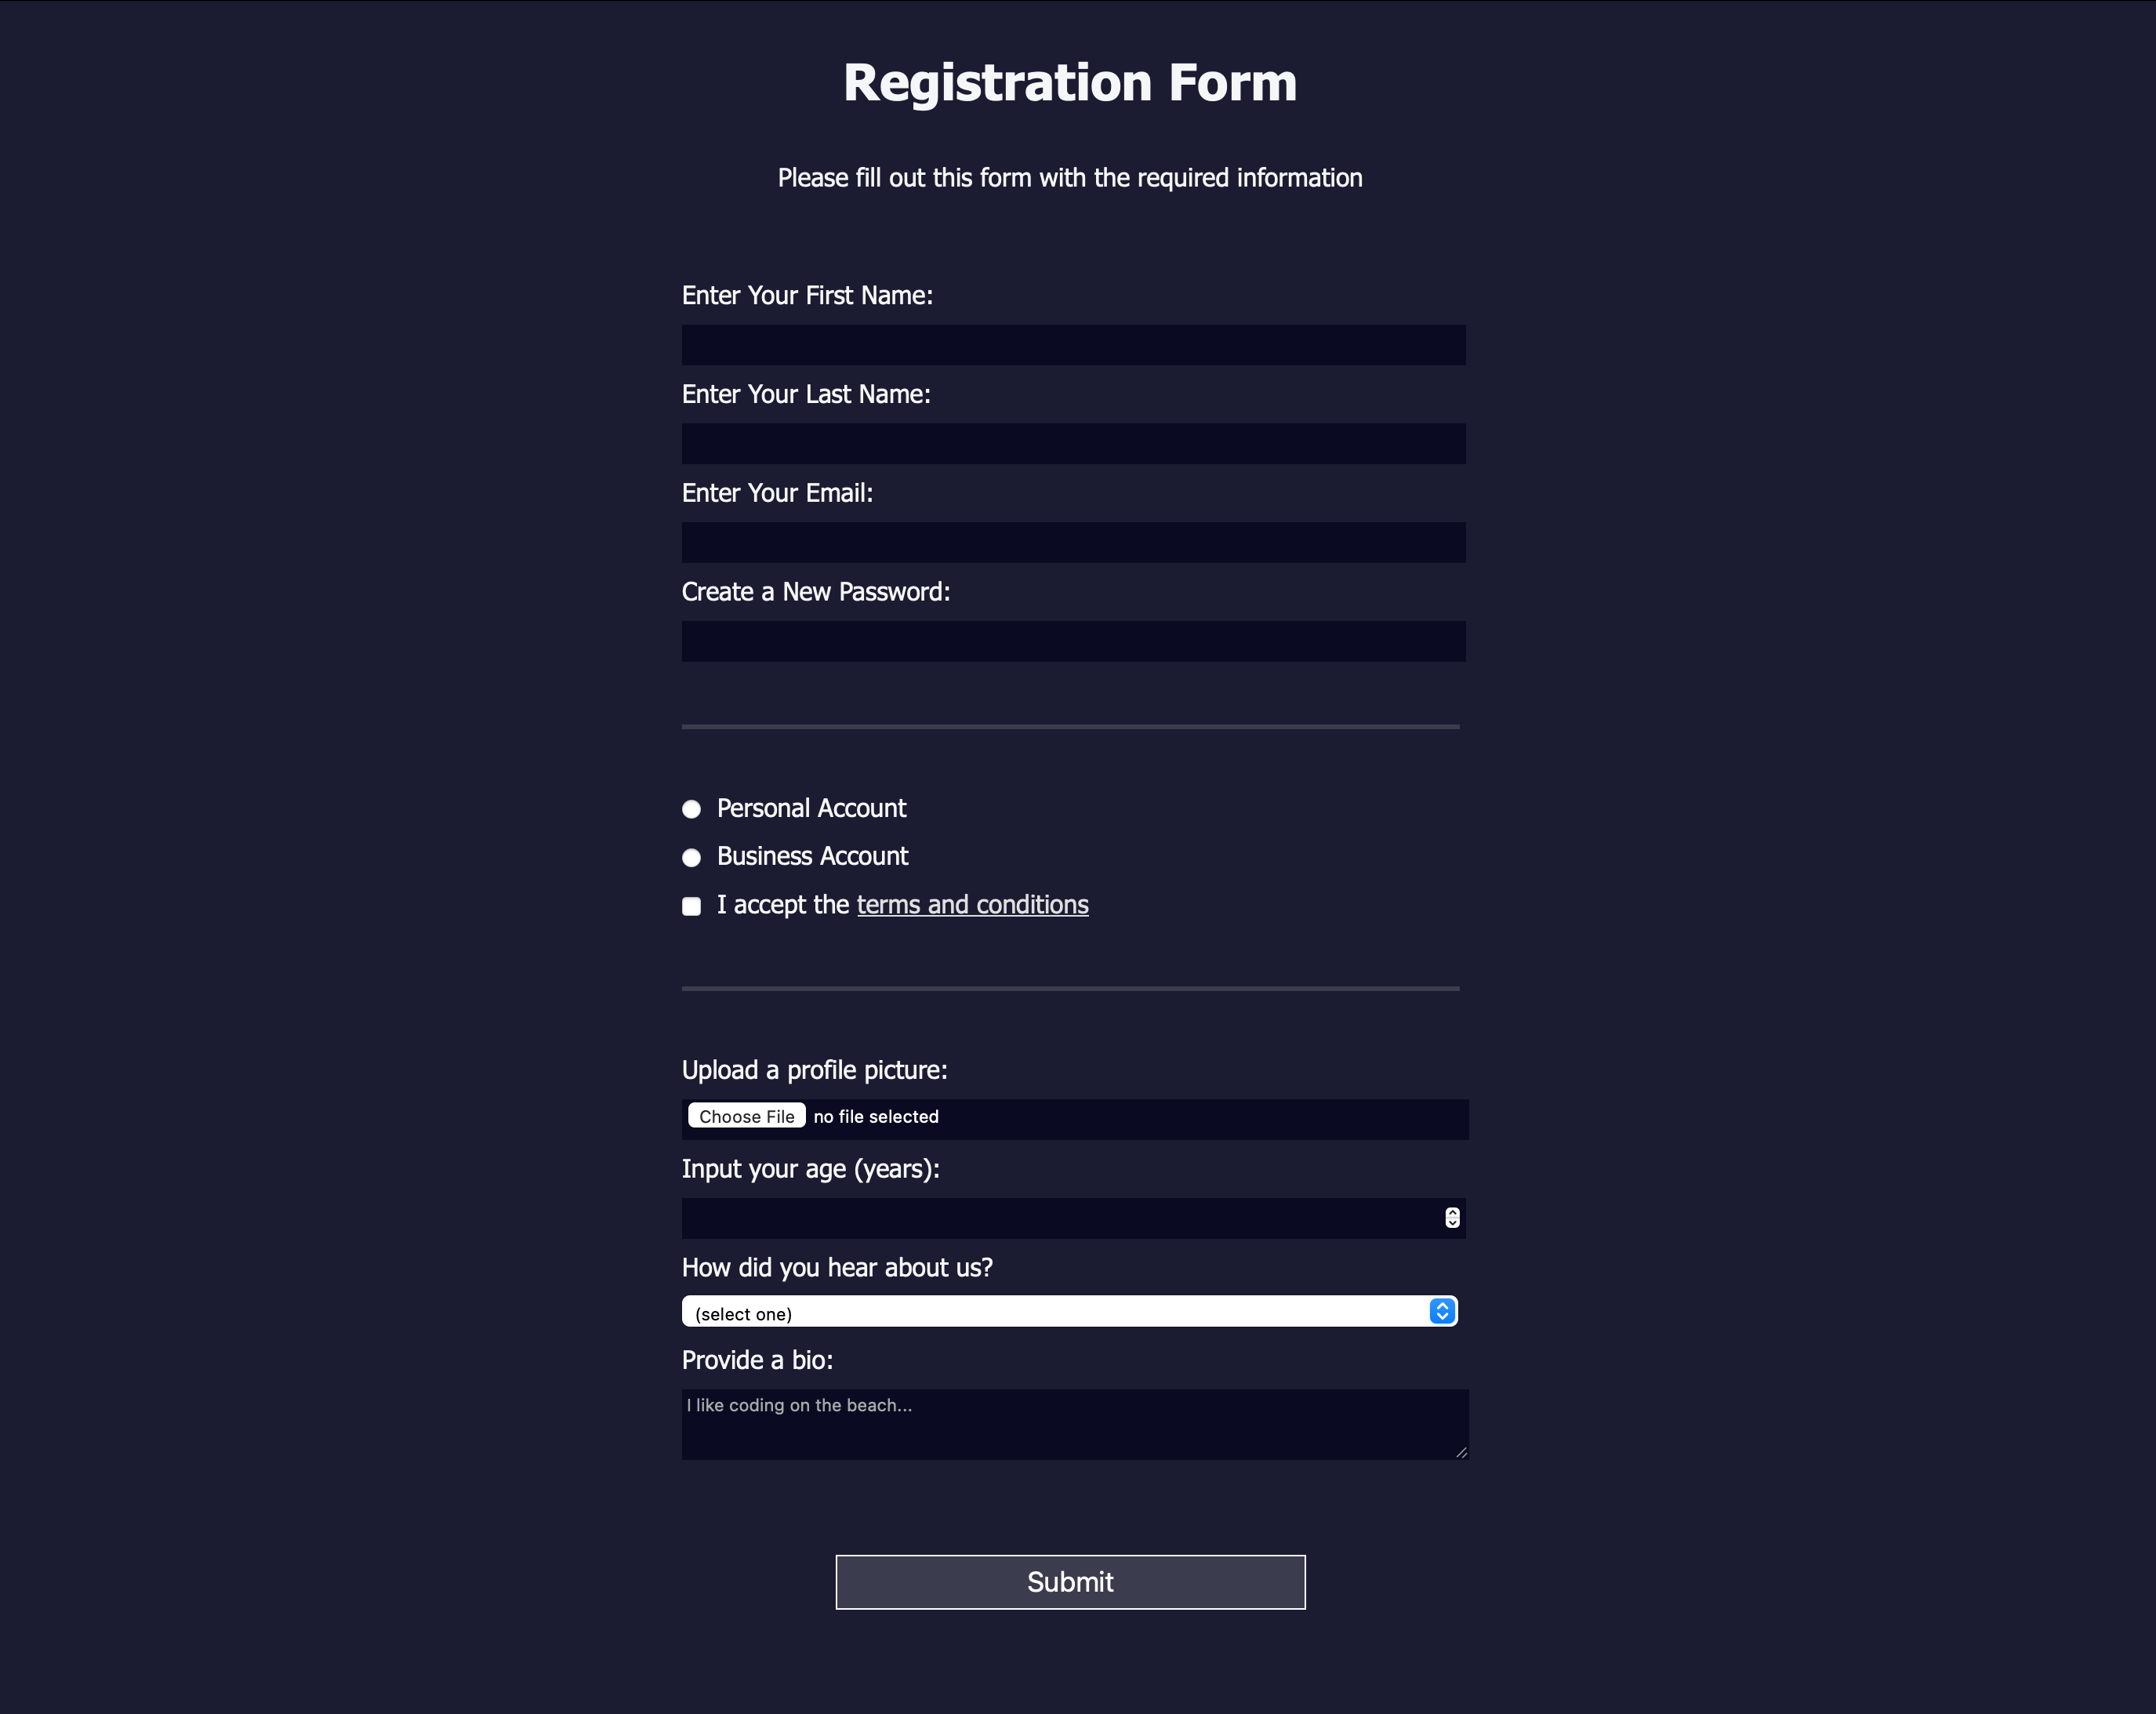 Registration Form
Please fill out this form with the required information
Enter Your First Name:
Enter Your Last Name:
Enter Your Email:
Create a New Password:
Personal Account
Business Account
I accept the terms and conditions
Upload a profile picture:
Choose File no file selected
Input your age (years):
How did you hear about us?
(select one)
Provide a bio:
I like coding on the beach...
Submit